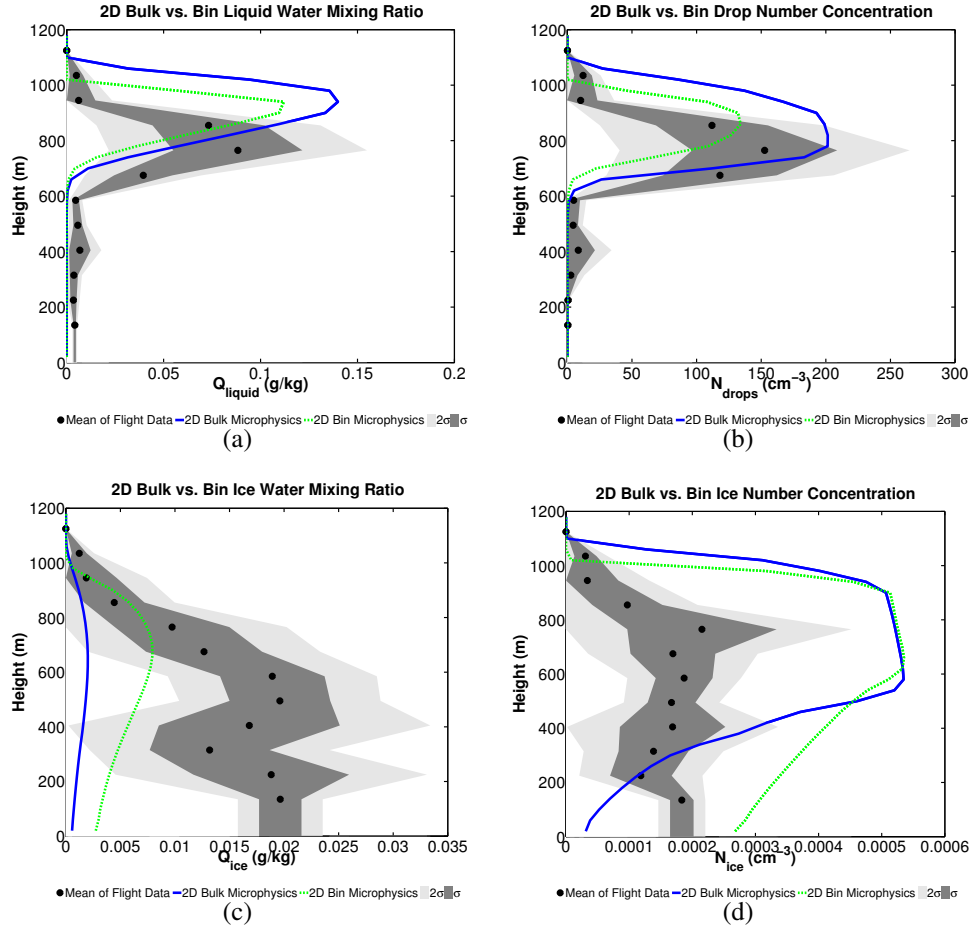 2D Bulk vs. Bin Liquid Water Mixing Ratio
1200
1000
800
600
400
200
0
Height (m)
0 0.05 0.1 0.15 0.2
Q_liquid (g/kg)
Mean of Flight Data 2D Bulk Microphysics 2D Bin Microphysics 2σ σ
(a)
2D Bulk vs. Bin Drop Number Concentration
1200
1000
800
600
400
200
0
Height (m)
0 50 100 150 200 250 300
N_drops (cm⁻³)
Mean of Flight Data 2D Bulk Microphysics 2D Bin Microphysics 2σ σ
(b)
2D Bulk vs. Bin Ice Water Mixing Ratio
1200
1000
800
600
400
200
0
Height (m)
0 0.005 0.01 0.015 0.02 0.025 0.03 0.035
Q_ice (g/kg)
Mean of Flight Data 2D Bulk Microphysics 2D Bin Microphysics 2σ σ
(c)
2D Bulk vs. Bin Ice Number Concentration
1200
1000
800
600
400
200
0
Height (m)
0 0.0001 0.0002 0.0003 0.0004 0.0005 0.0006
N_ice (cm⁻³)
Mean of Flight Data 2D Bulk Microphysics 2D Bin Microphysics 2σ σ
(d)